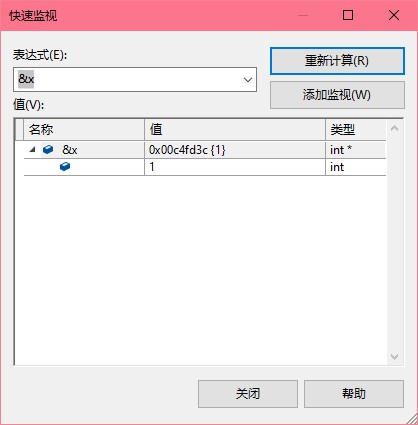 快速监视
表达式(E):
重新计算(R)
&x
添加监视(W)
值(V):
名称 值 类型
&x 0x00c4fd3c {1} int *
1 int
关闭 帮助